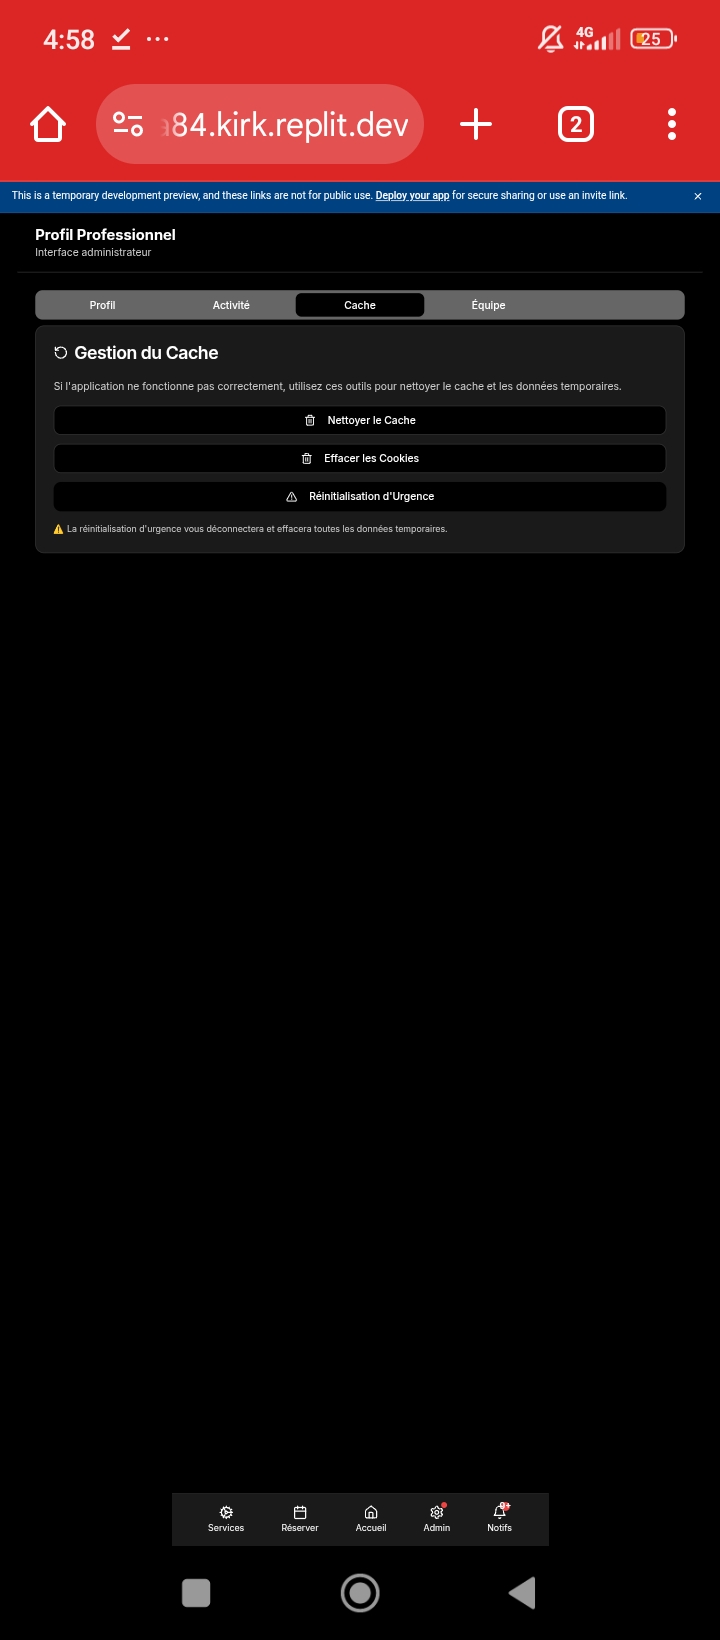 4:58
4G
25
84.kirk.replit.dev
2
This is a temporary development preview, and these links are not for public use. Deploy your app for secure sharing or use an invite link.
Profil Professionnel
Interface administrateur
Profil
Activité
Cache
Équipe
Gestion du Cache
Si l'application ne fonctionne pas correctement, utilisez ces outils pour nettoyer le cache et les données temporaires.
Nettoyer le Cache
Effacer les Cookies
Réinitialisation d'Urgence
La réinitialisation d'urgence vous déconnectera et effacera toutes les données temporaires.
9+
Services
Réserver
Accueil
Admin
Notifs